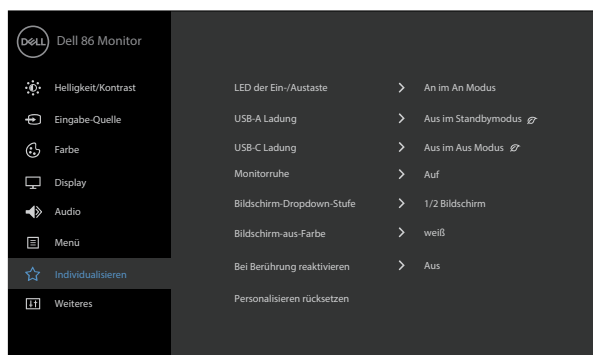 DELL Dell 86 Monitor
Helligkeit/Kontrast
Eingabe-Quelle
Farbe
Display
Audio
Menü
Individualisieren
Weiteres
LED der Ein-/Austaste > An im An Modus
USB-A Ladung > Aus im Standbymodus
USB-C Ladung > Aus im Aus Modus
Monitorruhe > Auf
Bildschirm-Dropdown-Stufe > 1/2 Bildschirm
Bildschirm-aus-Farbe > weiß
Bei Berührung reaktivieren > Aus
Personalisieren rücksetzen